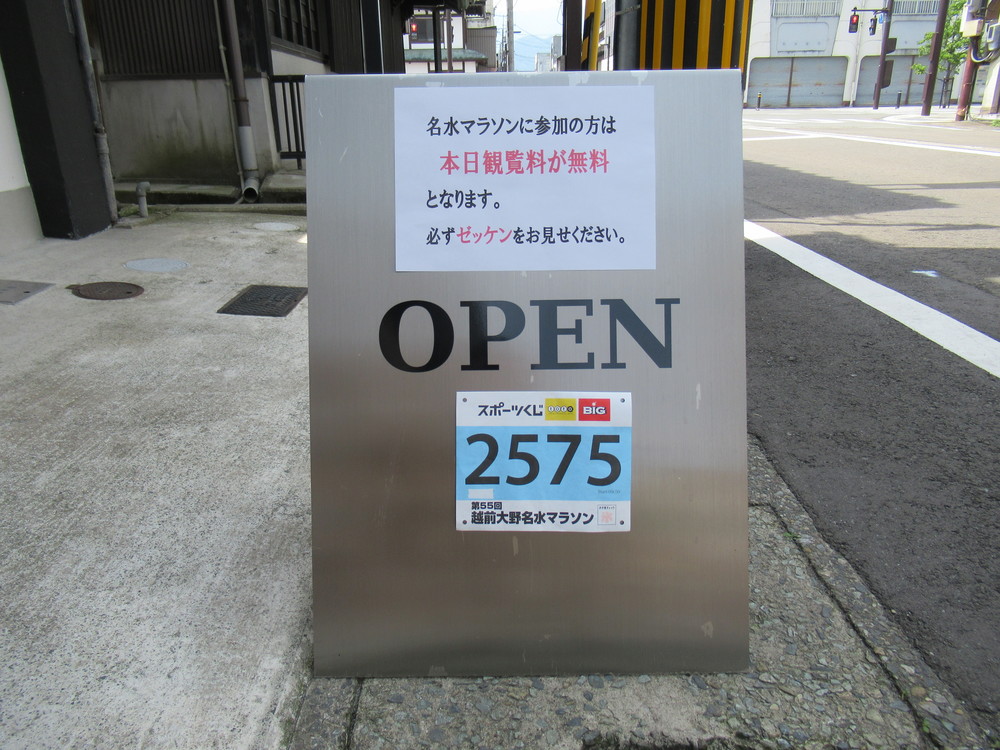 名水マラソンに参加の方は
本日観覧料が無料
となります。
必ずゼッケンをお見せください。
OPEN
スポーツくじ toto BIG
2575
第55回
越前大野名水マラソン